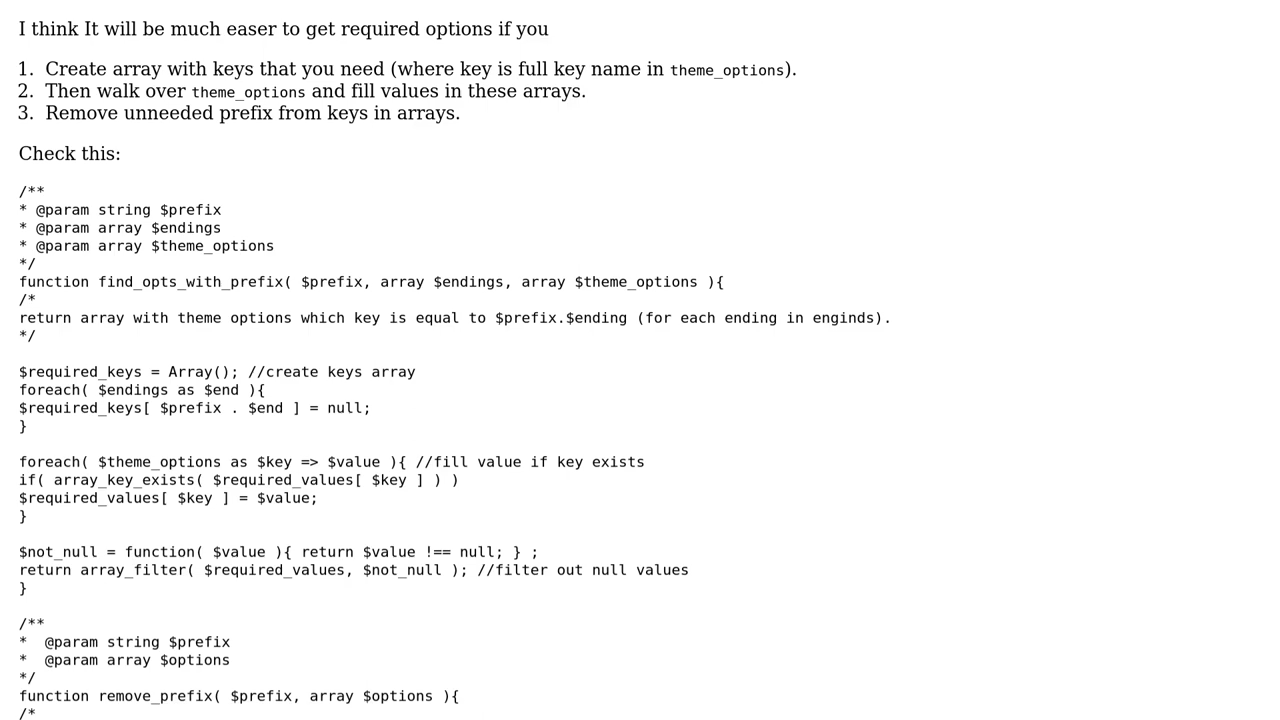 I think It will be much easer to get required options if you
1. Create array with keys that you need (where key is full key name in theme_options).
2. Then walk over theme_options and fill values in these arrays.
3. Remove unneeded prefix from keys in arrays.
Check this:
/**
* @param string $prefix
* @param array $endings
* @param array $theme_options
*/
function find_opts_with_prefix( $prefix, array $endings, array $theme_options ){
/*
return array with theme options which key is equal to $prefix.$ending (for each ending in enginds).
*/
$required_keys = Array(); //create keys array
foreach( $endings as $end ){
$required_keys[ $prefix . $end ] = null;
}
foreach( $theme_options as $key => $value ){ //fill value if key exists
if( array_key_exists( $required_values[ $key ] ) )
$required_values[ $key ] = $value;
}
$not_null = function( $value ){ return $value !== null; } ;
return array_filter( $required_values, $not_null ); //filter out null values
}
/**
*  @param string $prefix
*  @param array $options
*/
function remove_prefix( $prefix, array $options ){
/*